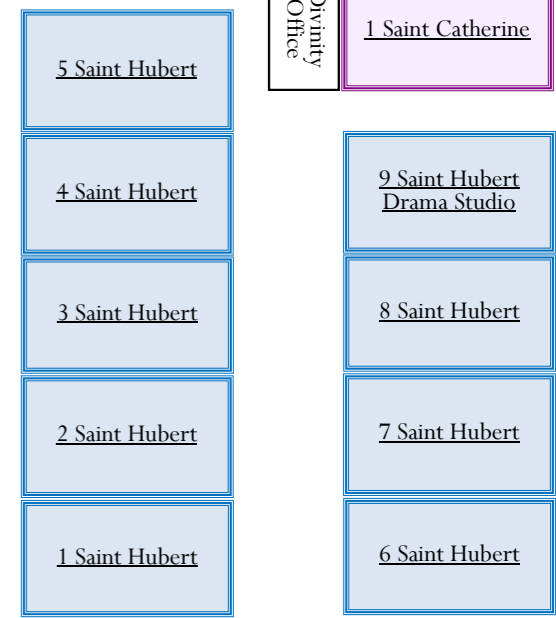 5 Saint Hubert
4 Saint Hubert
3 Saint Hubert
2 Saint Hubert
1 Saint Hubert
Divinity
Office
1 Saint Catherine
9 Saint Hubert
Drama Studio
8 Saint Hubert
7 Saint Hubert
6 Saint Hubert